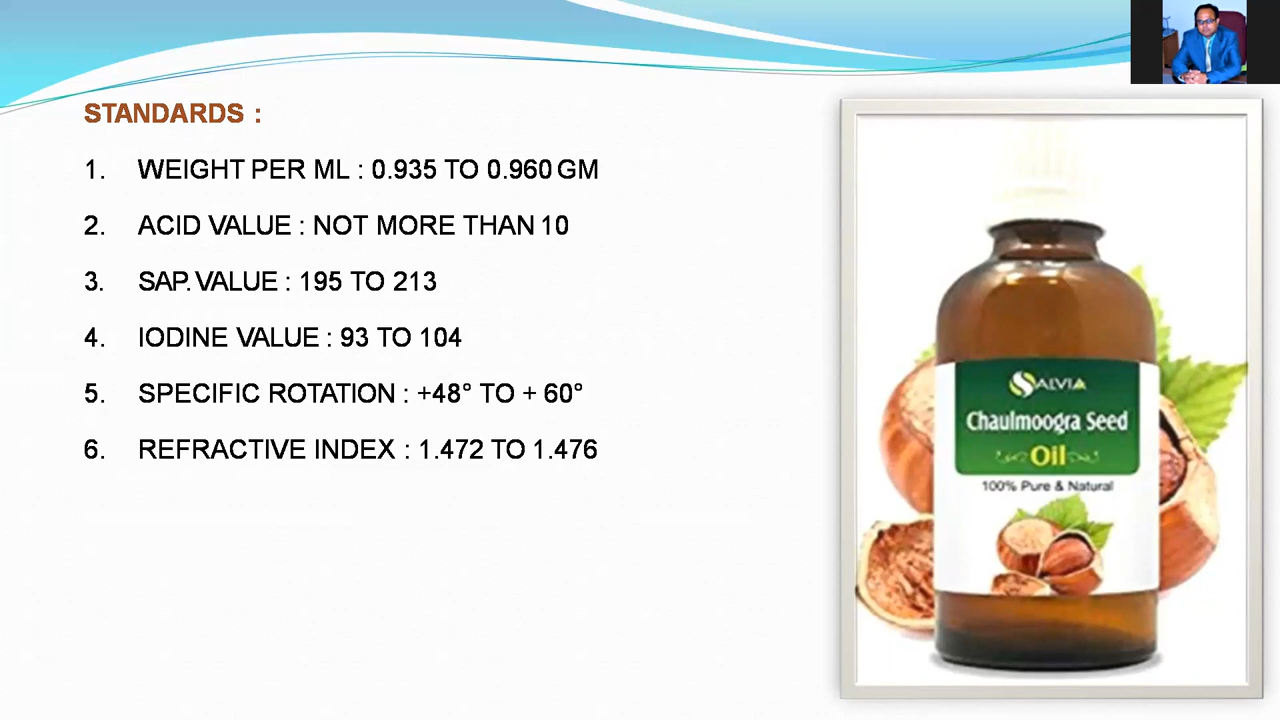 STANDARDS :
1. WEIGHT PER ML : 0.935 TO 0.960 GM
2. ACID VALUE : NOT MORE THAN 10
3. SAP. VALUE : 195 TO 213
4. IODINE VALUE : 93 TO 104
5. SPECIFIC ROTATION : +48° TO + 60°
6. REFRACTIVE INDEX : 1.472 TO 1.476
SALVIA
Chaulmoogra Seed
Oil
100% Pure & Natural